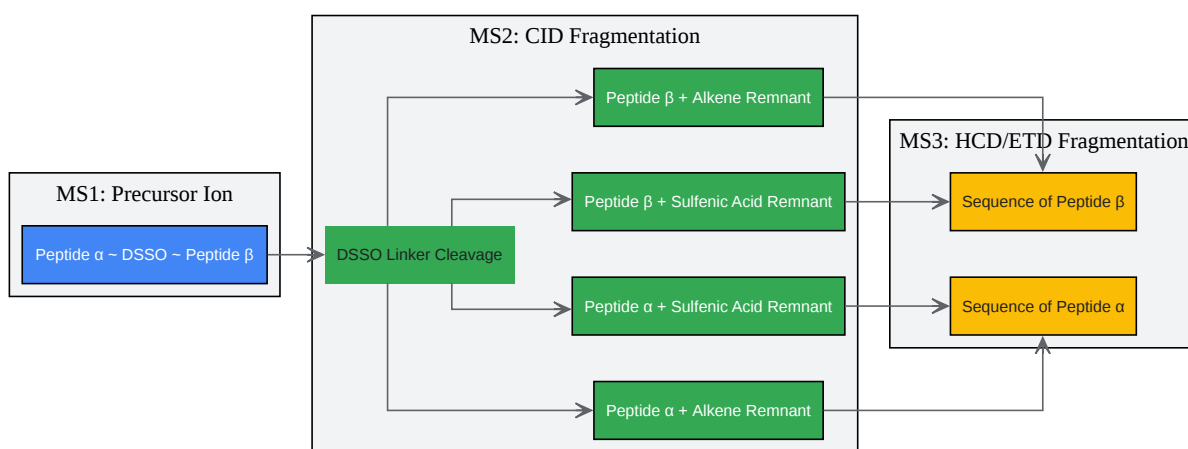 MS1: Precursor Ion
Peptide α ~ DSSO ~ Peptide β
MS2: CID Fragmentation
DSSO Linker Cleavage
Peptide β + Alkene Remnant
Peptide β + Sulfenic Acid Remnant
Peptide α + Sulfenic Acid Remnant
Peptide α + Alkene Remnant
MS3: HCD/ETD Fragmentation
Sequence of Peptide β
Sequence of Peptide α